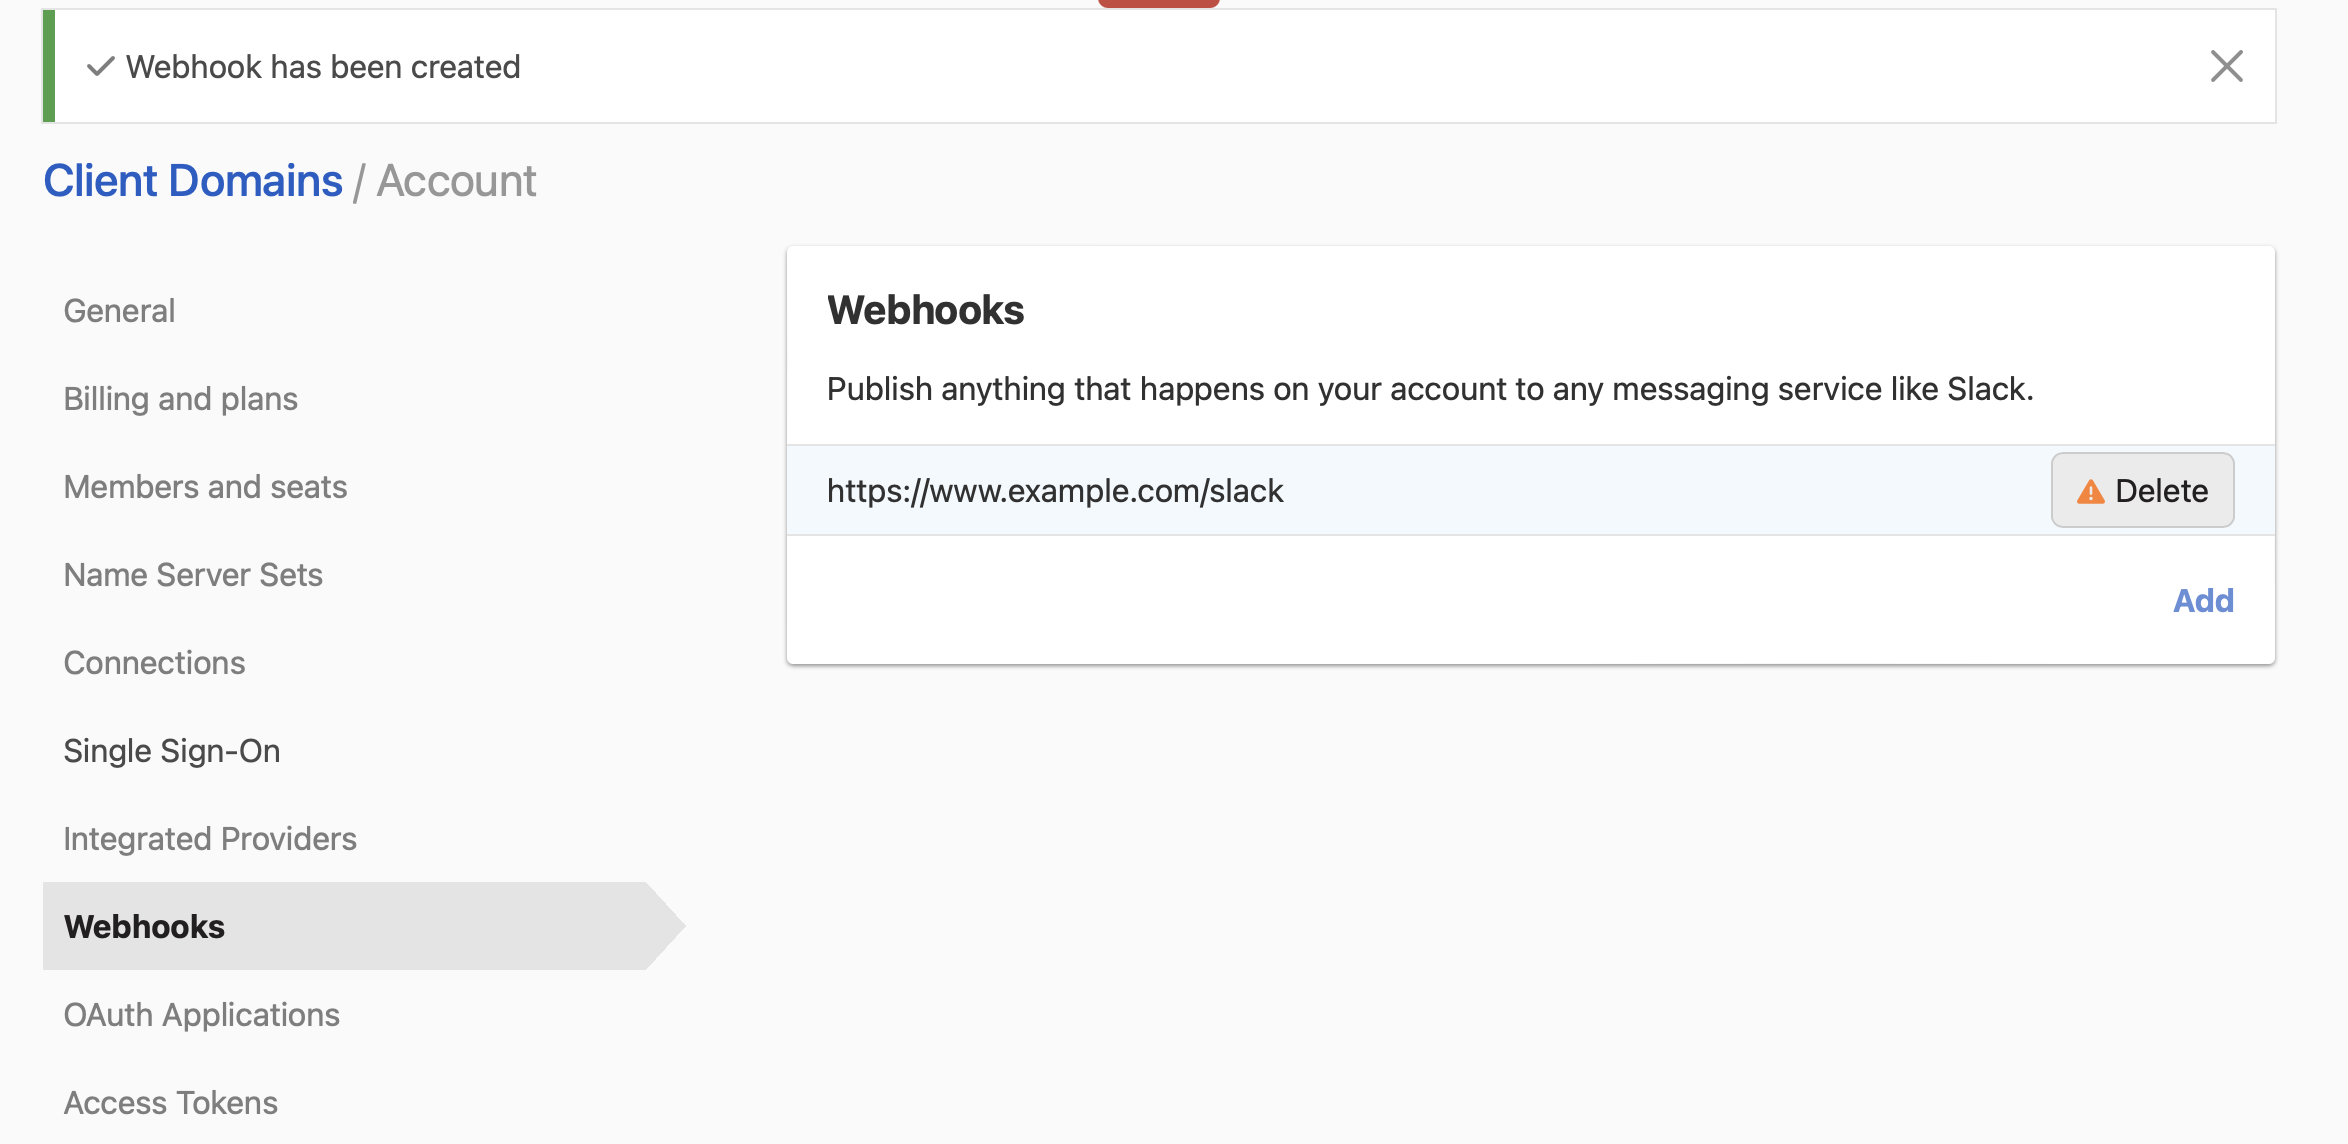 Webhook has been created
Client Domains / Account
General
Billing and plans
Members and seats
Name Server Sets
Connections
Single Sign-On
Integrated Providers
Webhooks
OAuth Applications
Access Tokens
Webhooks
Publish anything that happens on your account to any messaging service like Slack.
https://www.example.com/slack
Delete
Add